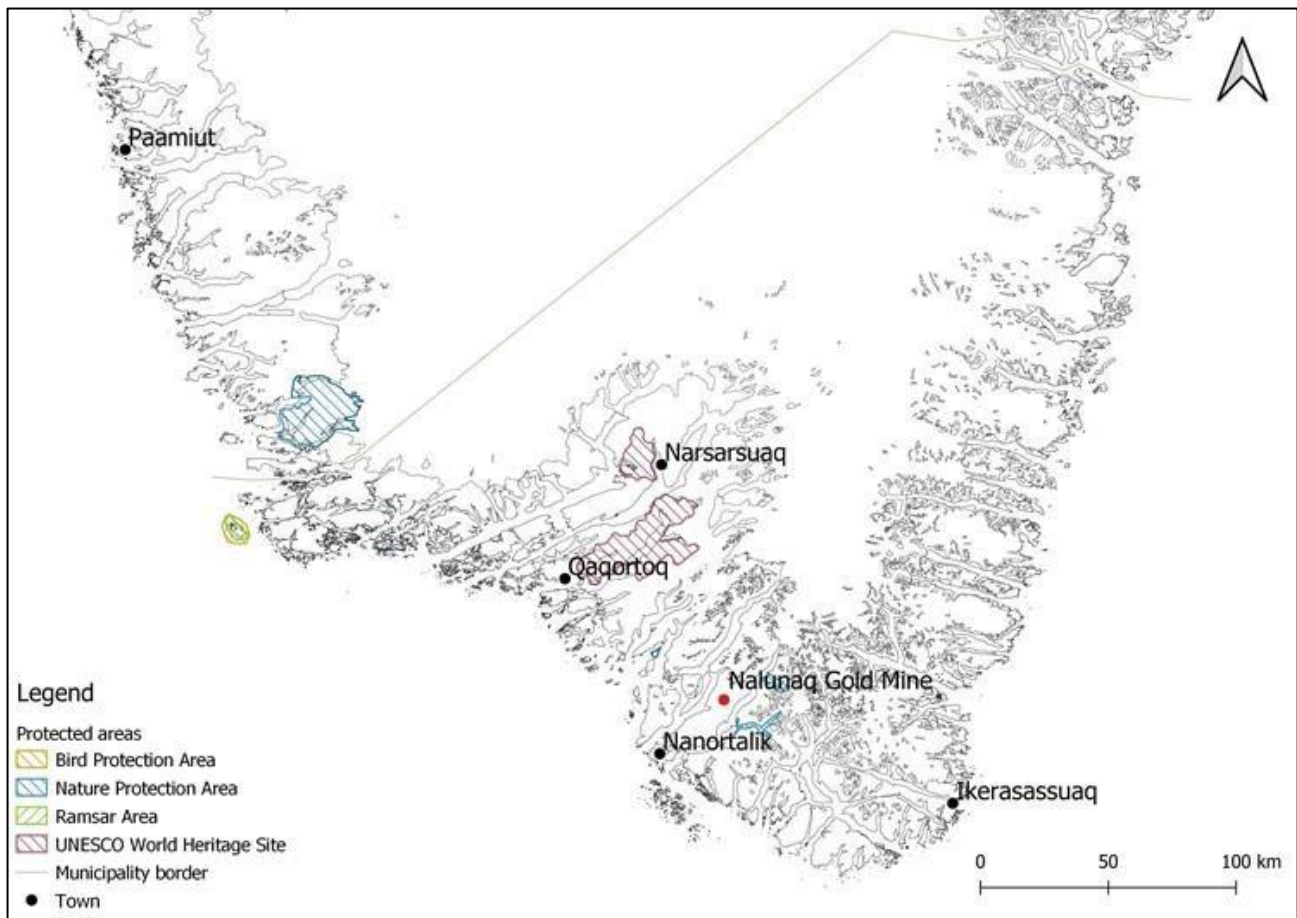 Paamiut
Narsarsuaq
Qaqortoq
Nalunaq Gold Mine
Nanortalik
Ikerasassuaq
Legend
Protected areas
Bird Protection Area
Nature Protection Area
Ramsar Area
UNESCO World Heritage Site
Municipality border
Town
0 50 100 km